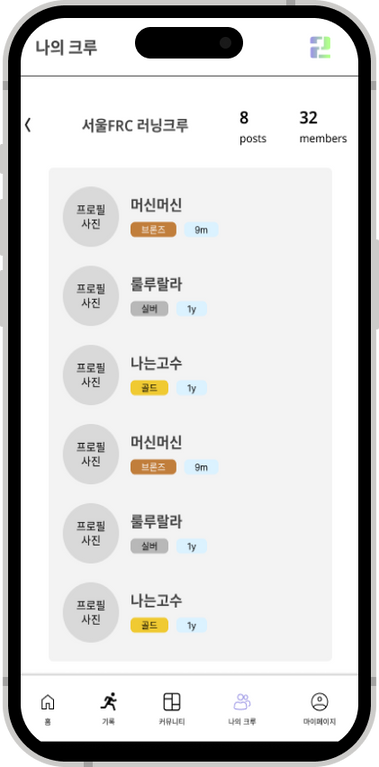 나의 크루
서울FRC 러닝크루
8
posts
32
members
프로필
사진
머신머신
브론즈 9m
프로필
사진
룰루랄라
실버 1y
프로필
사진
나는고수
골드 1y
프로필
사진
머신머신
브론즈 9m
프로필
사진
룰루랄라
실버 1y
프로필
사진
나는고수
골드 1y
홈 기록 커뮤니티 나의 크루 마이페이지